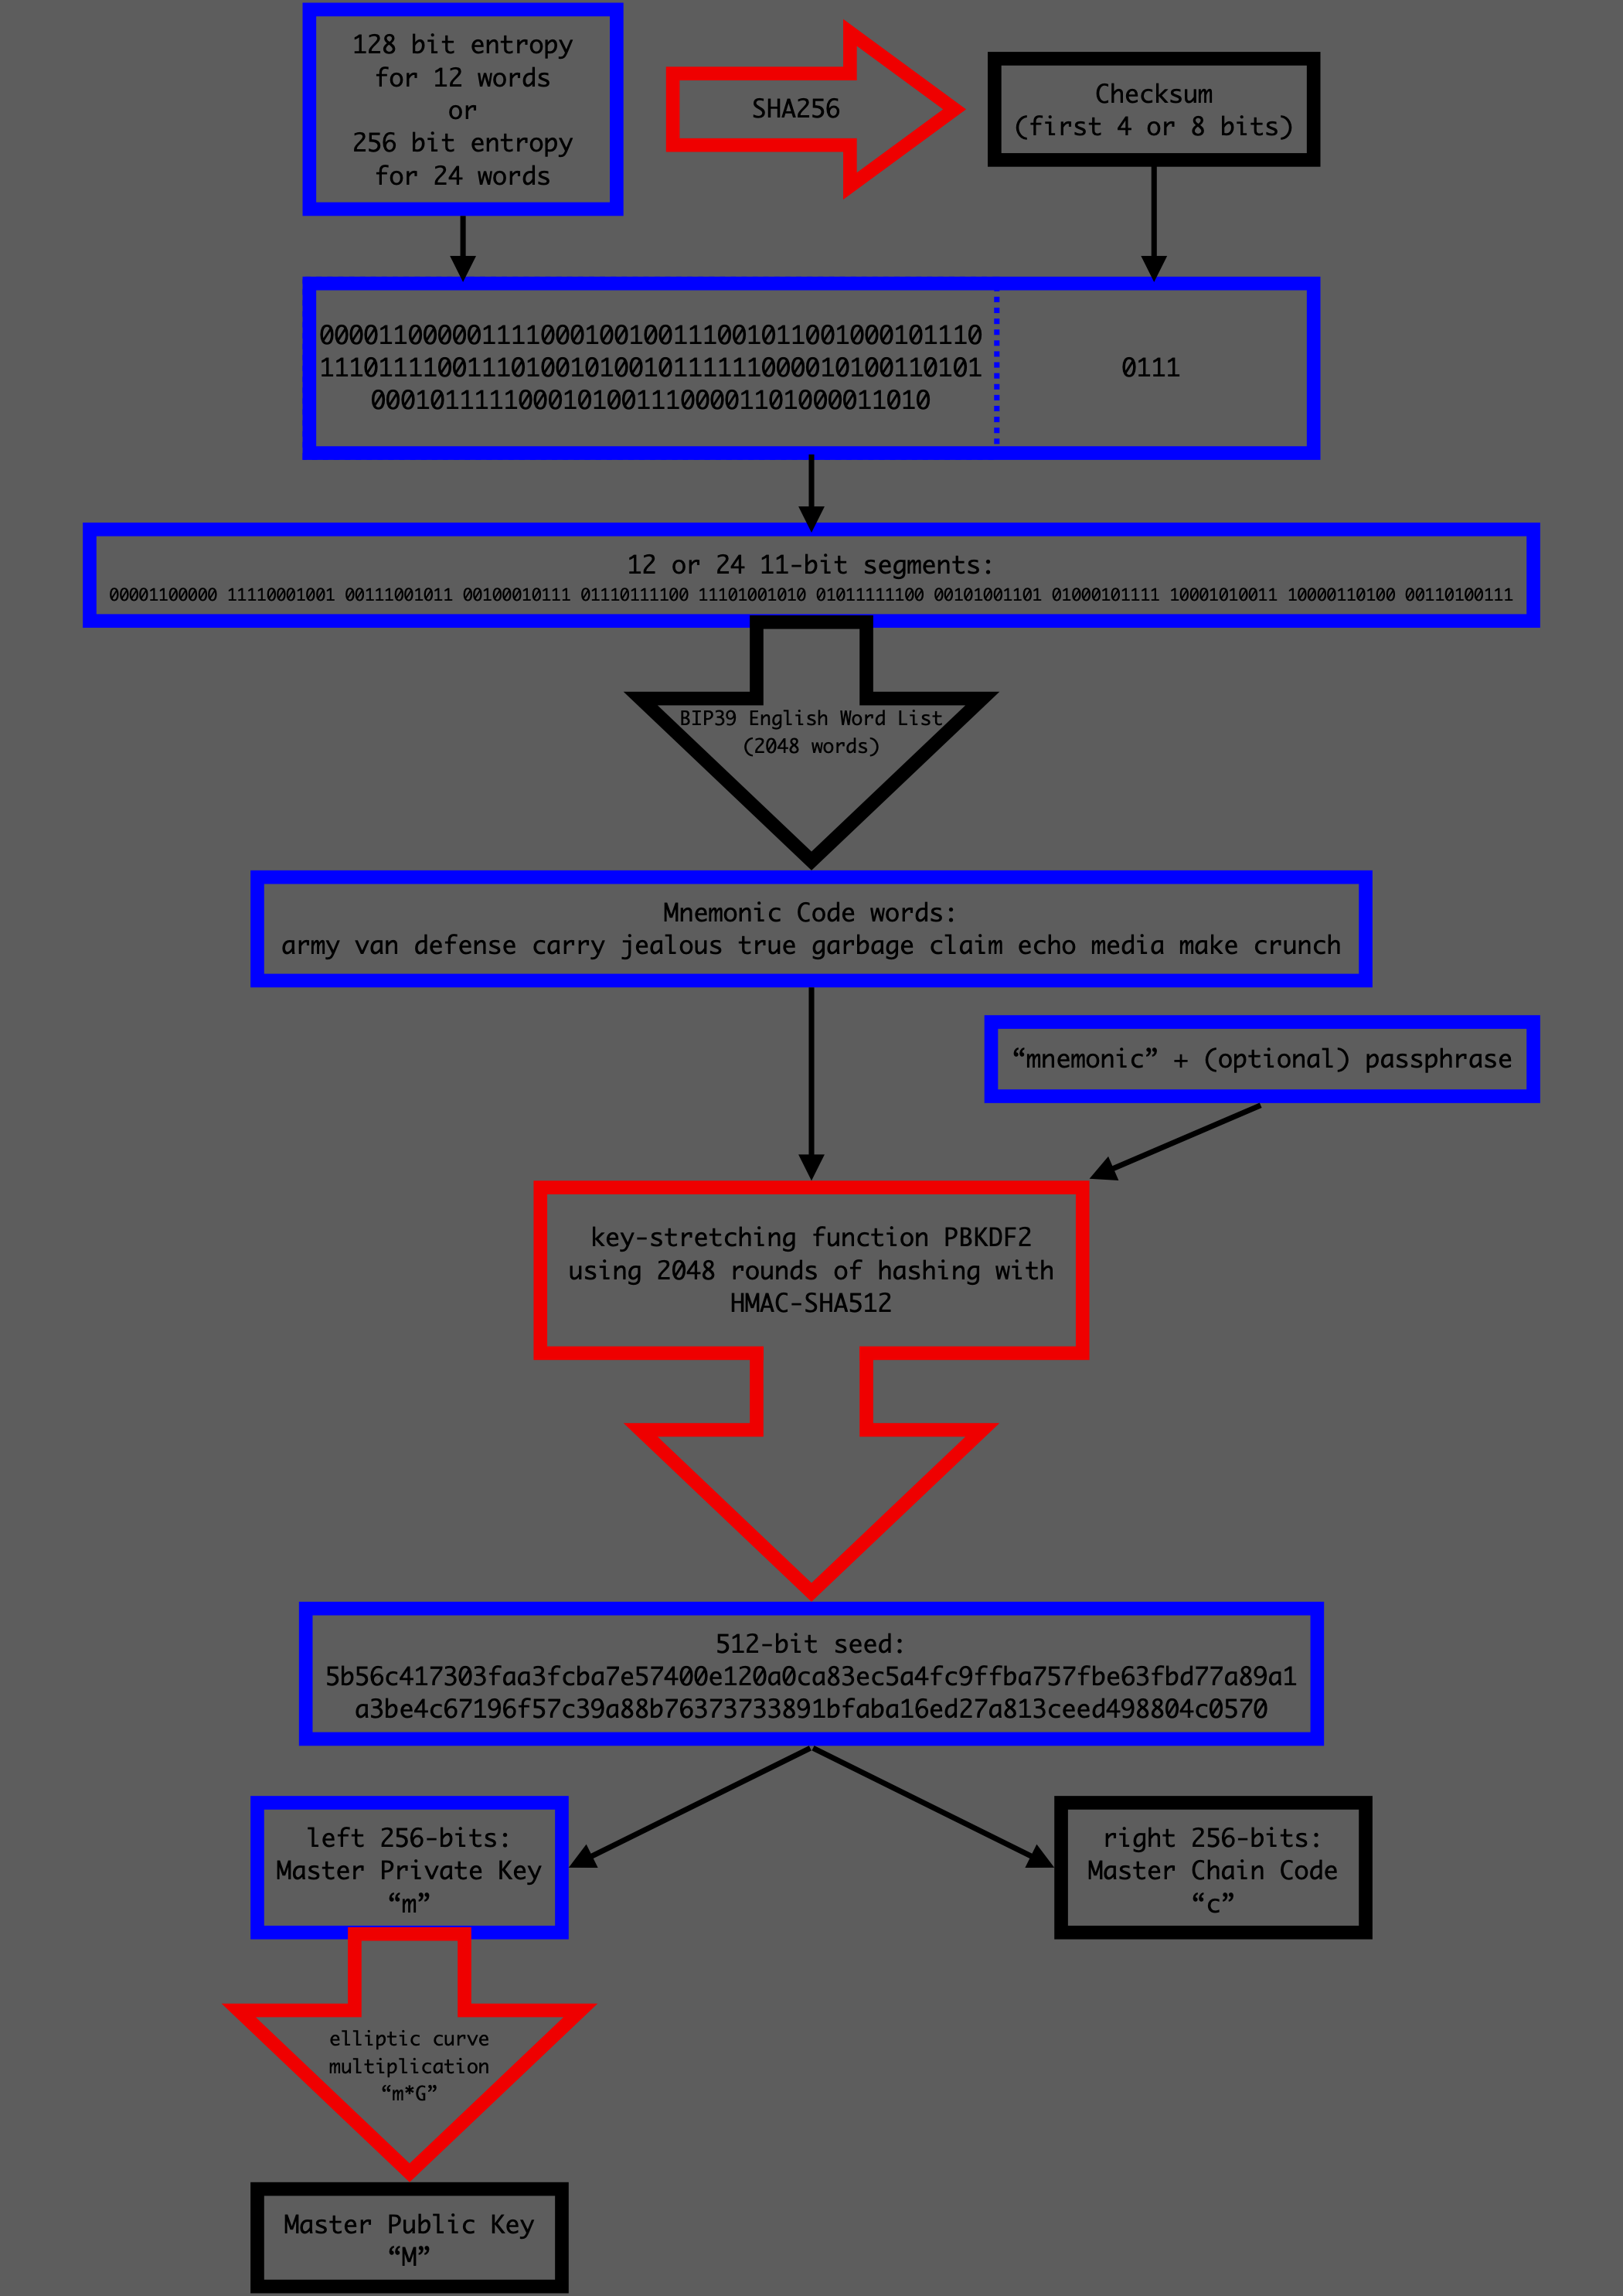 128 bit entropy
for 12 words
or
256 bit entropy
for 24 words
SHA256
Checksum
(first 4 or 8 bits)
000011000001111000100100111001011001000101110
11101111001110100101001011111110000101001101​01
00010111110001010011100001101000011010
0111
12 or 24 11-bit segments:
00001100000 11110001001 00111001011 00100010111 01110111100 11101001010 01011111100 00101001101 01000101111 10001010011 10000110100 00110100111
BIP39 English Word List
(2048 words)
Mnemonic Code words:
army van defense carry jealous true garbage claim echo media make crunch
“mnemonic” + (optional) passphrase
key-stretching function PBKDF2
using 2048 rounds of hashing with
HMAC-SHA512
512-bit seed:
5b56c417303faa3fcba7e57400e120a0ca83ec5a4fc9ffba757fbe63fbd77a89a1
a3be4c67196f57c39a88b76373733891bfaba16ed27a813ceed498804c0570
left 256-bits:
Master Private Key
“m”
right 256-bits:
Master Chain Code
“c”
elliptic curve
multiplication
“m*G”
Master Public Key
“M”